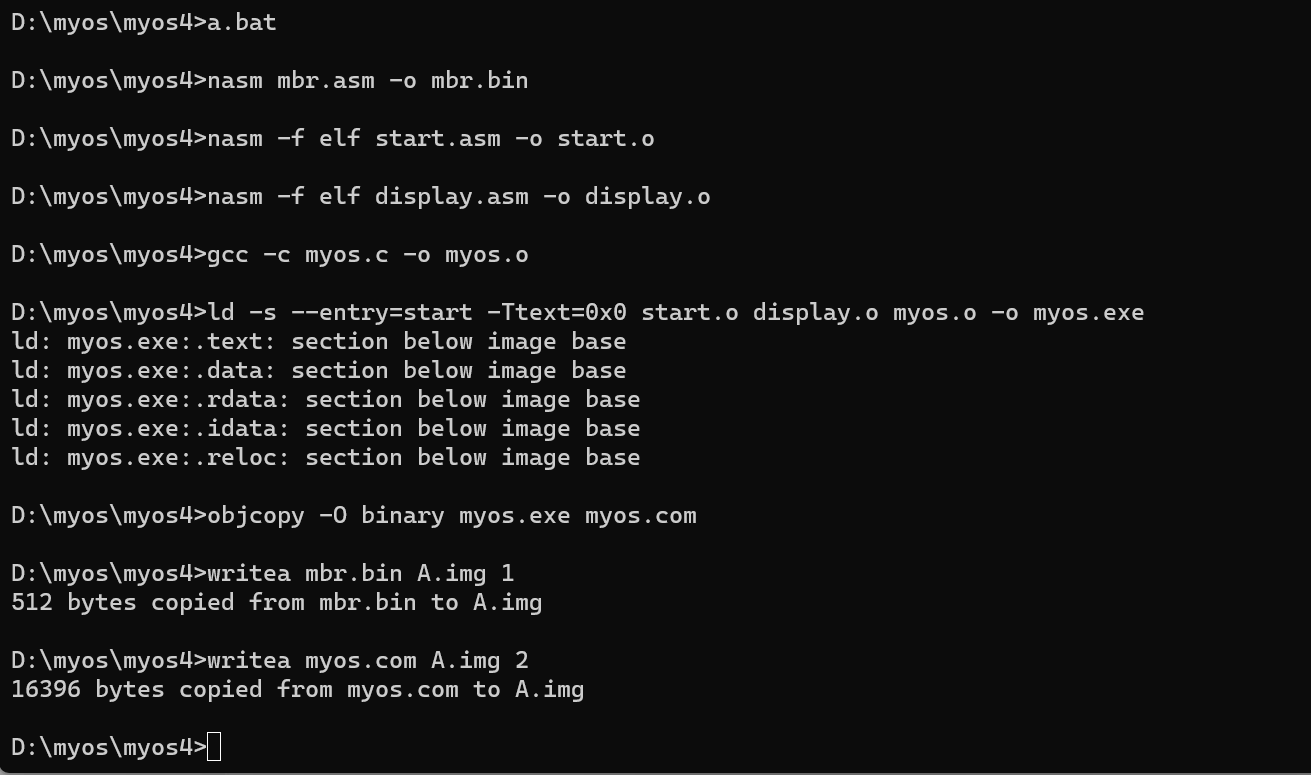 D:\myos\myos4>a.bat
D:\myos\myos4>nasm mbr.asm -o mbr.bin
D:\myos\myos4>nasm -f elf start.asm -o start.o
D:\myos\myos4>nasm -f elf display.asm -o display.o
D:\myos\myos4>gcc -c myos.c -o myos.o
D:\myos\myos4>ld -s --entry=start -Ttext=0x0 start.o display.o myos.o -o myos.exe
ld: myos.exe:.text: section below image base
ld: myos.exe:.data: section below image base
ld: myos.exe:.rdata: section below image base
ld: myos.exe:.idata: section below image base
ld: myos.exe:.reloc: section below image base
D:\myos\myos4>objcopy -O binary myos.exe myos.com
D:\myos\myos4>writea mbr.bin A.img 1
512 bytes copied from mbr.bin to A.img
D:\myos\myos4>writea myos.com A.img 2
16396 bytes copied from myos.com to A.img
D:\myos\myos4>